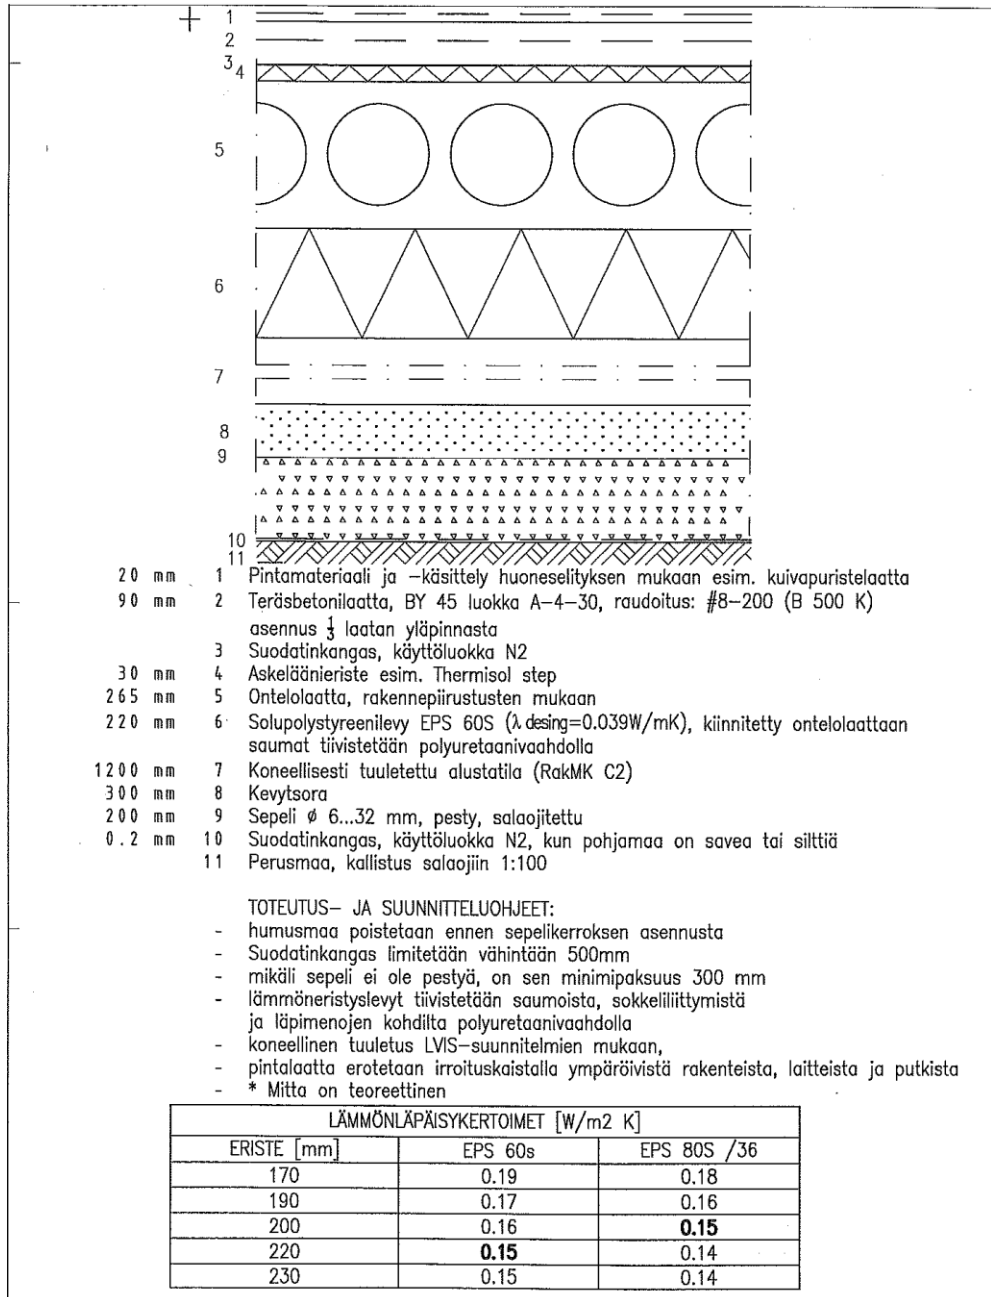 1
2
3
4
5
6
7
8
9
10
11
20 mm 1 Pintamateriaali ja -käsittely huoneselityksen mukaan esim. kuivapuristelaatta
90 mm 2 Teräsbetonilaatta, BY 45 luokka A-4-30, raudoitus: #8-200 (B 500 K)
asennus 1/3 laatan yläpinnasta
3 Suodatinkangas, käyttöluokka N2
30 mm 4 Askeläänieriste esim. Thermisol step
265 mm 5 Ontelolaatta, rakennepiirustusten mukaan
220 mm 6 Solupolystyreenilevy EPS 60S (λ desing=0.039W/mK), kiinnitetty ontelolaattaan
saumat tiivistetään polyuretaanivaahdolla
1200 mm 7 Koneellisesti tuuletettu alustatila (RakMK C2)
300 mm 8 Kevytsora
200 mm 9 Sepeli ø 6...32 mm, pesty, salaojitettu
0.2 mm 10 Suodatinkangas, käyttöluokka N2, kun pohjamaa on savea tai silttiä
11 Perusmaa, kallistus salaojiin 1:100
TOTEUTUS- JA SUUNNITTELUOHJEET:
- humusmaa poistetaan ennen sepelikerroksen asennusta
- Suodatinkangas limitetään vähintään 500mm
- mikäli sepeli ei ole pestyä, on sen minimipaksuus 300 mm
- lämmöneristyslevyt tiivistetään saumoista, sokkeliliittymistä
ja läpimenojen kohdilta polyuretaanivaahdolla
- koneellinen tuuletus LVIS-suunnitelmien mukaan,
- pintalaatta erotetaan irroituskaistalla ympäröivistä rakenteista, laitteista ja putkista
- * Mitta on teoreettinen
LÄMMÖNLÄPÄISYKERTOIMET [W/m2 K]
ERISTE [mm] EPS 60s EPS 80S /36
170 0.19 0.18
190 0.17 0.16
200 0.16 0.15
220 0.15 0.14
230 0.15 0.14